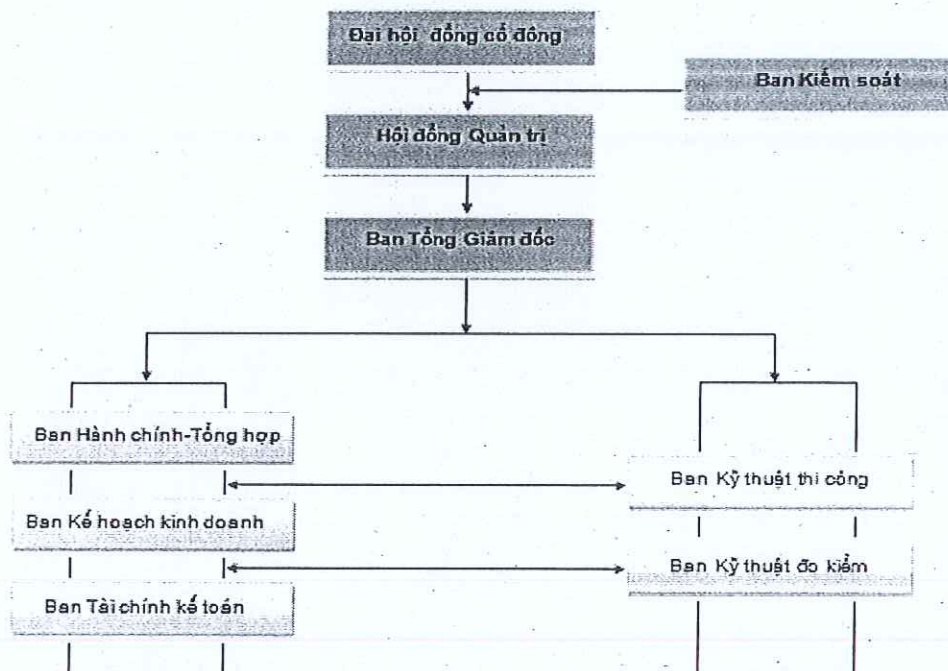 Đại hội đồng cổ đông
Ban Kiểm soát
Hội đồng Quản trị
Ban Tổng Giám đốc
Ban Hành chính-Tổng hợp
Ban Kỹ thuật thi công
Ban Kế hoạch kinh doanh
Ban Kỹ thuật đo kiểm
Ban Tài chính kế toán